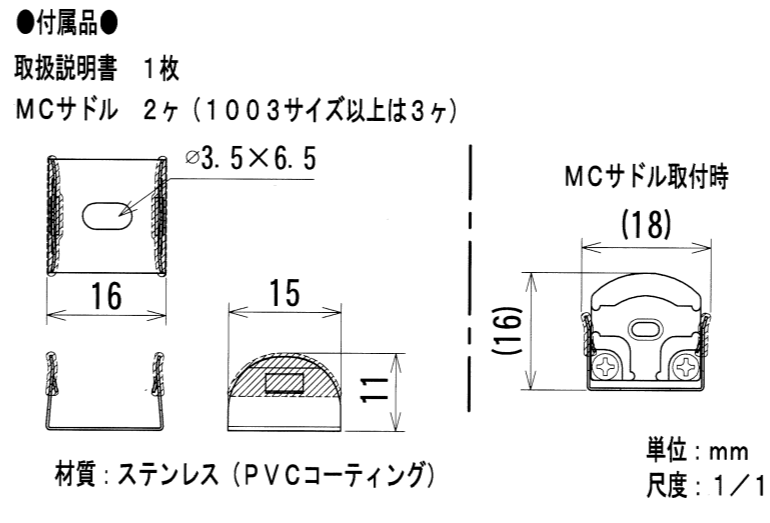 ●付属品●
取扱説明書　1枚
MCサドル　2ヶ（1003サイズ以上は3ヶ）
⌀3.5×6.5
16
15
11
MCサドル取付時
(18)
(16)
材質：ステンレス（PVCコーティング）
単位：mm
尺度：1／1